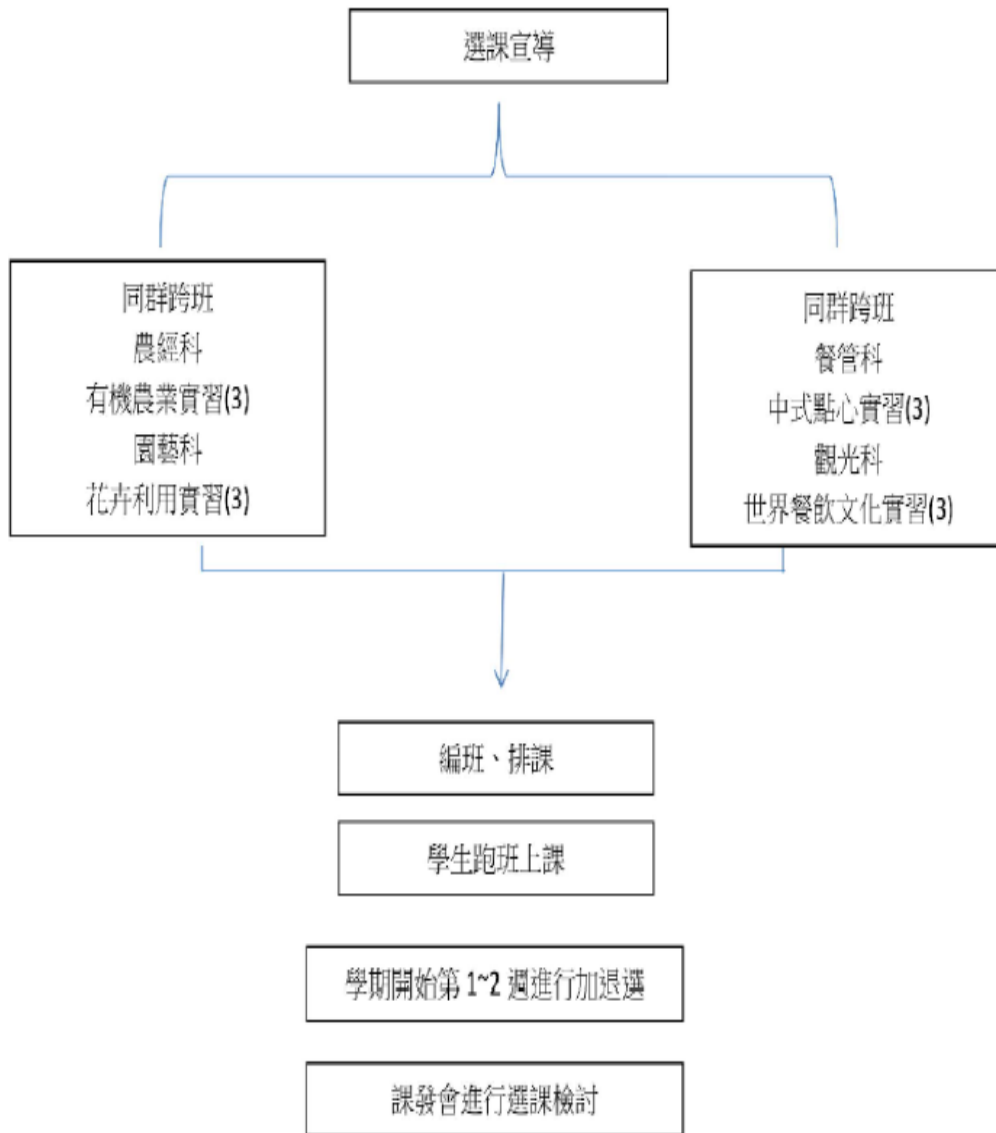 選課宣導
同群跨班
農經科
有機農業實習(3)
園藝科
花卉利用實習(3)
同群跨班
餐管科
中式點心實習(3)
觀光科
世界餐飲文化實習(3)
編班、排課
學生跑班上課
學期開始第 1~2 週進行加退選
課發會進行選課檢討